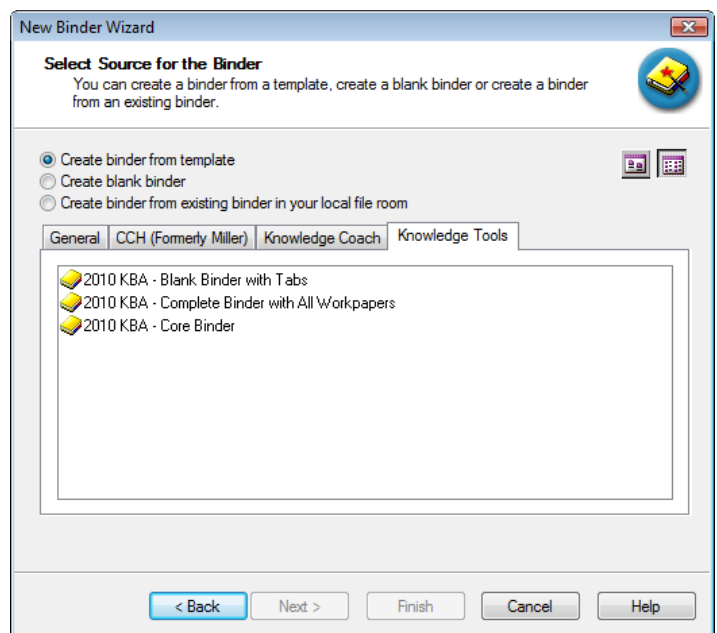 New Binder Wizard
Select Source for the Binder
You can create a binder from a template, create a blank binder or create a binder
from an existing binder.
Create binder from template
Create blank binder
Create binder from existing binder in your local file room
General CCH (Formerly Miller) Knowledge Coach Knowledge Tools
2010 KBA - Blank Binder with Tabs
2010 KBA - Complete Binder with All Workpapers
2010 KBA - Core Binder
< Back Next > Finish Cancel Help